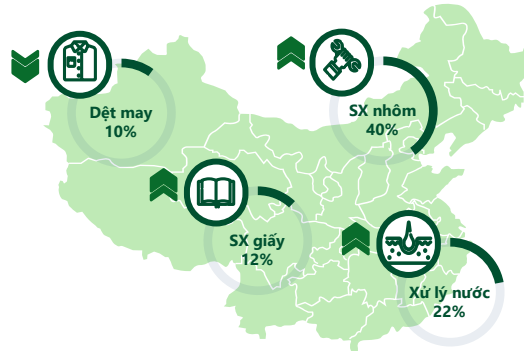 Dệt may
10%
SX nhôm
40%
SX giấy
12%
Xử lý nước
22%